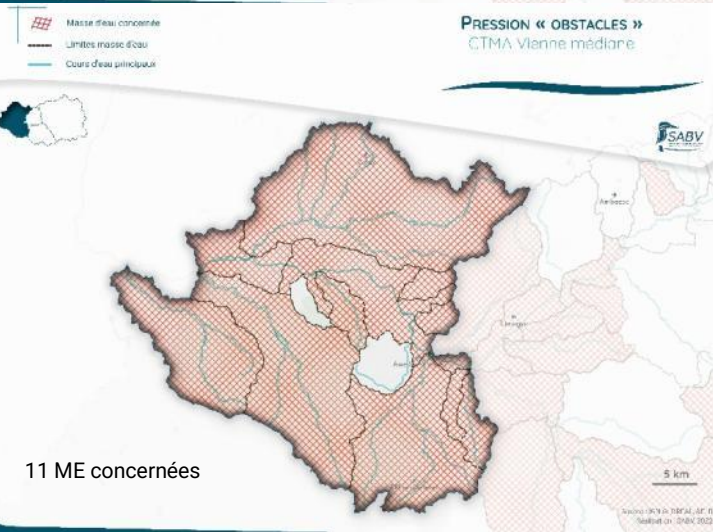 Masse d'eau concernée
Limites masse d'eau
Cours d'eau principaux
PRESSION « OBSTACLES »
CTMA Vienne médiane
SABV
Limoges
11 ME concernées
5 km